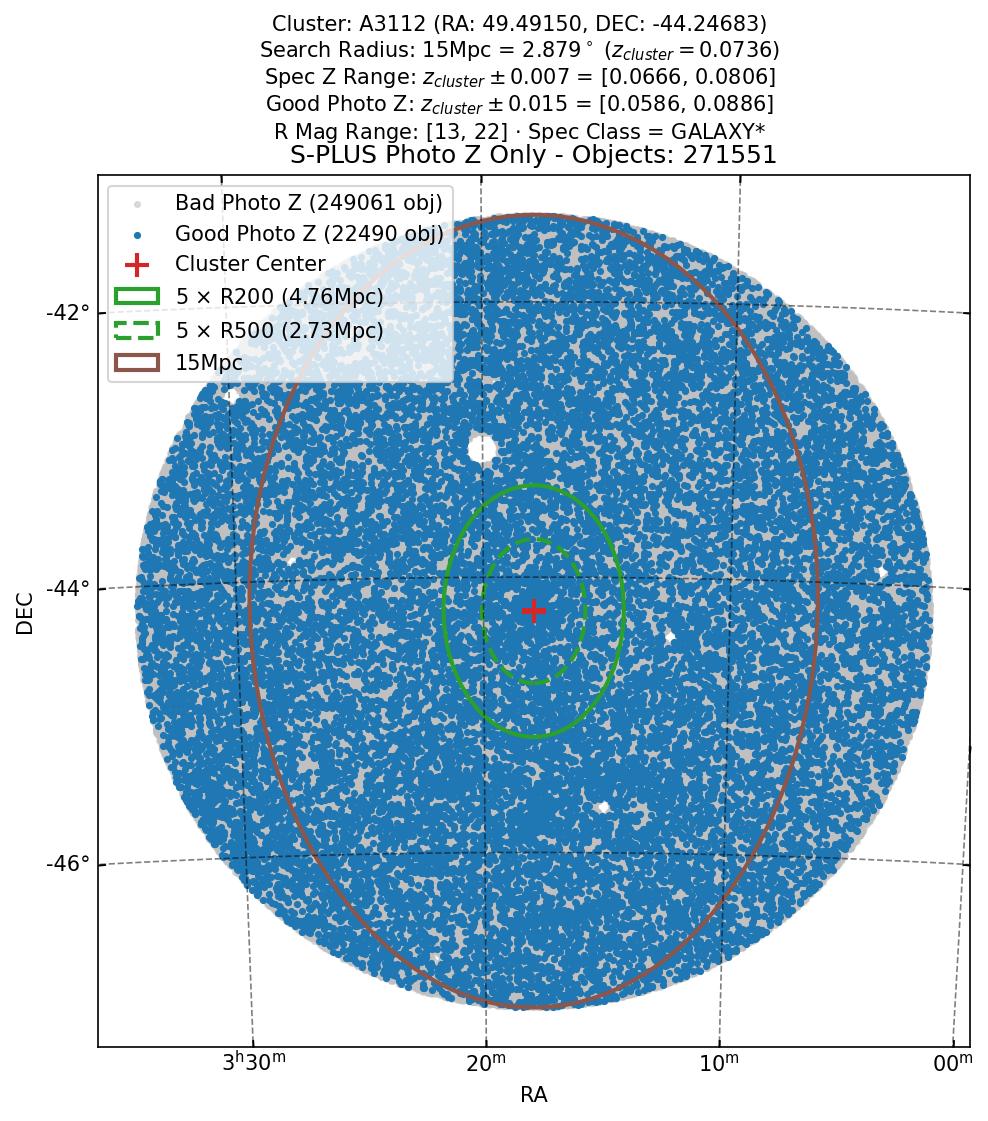 Cluster: A3112 (RA: 49.49150, DEC: -44.24683)
Search Radius: 15Mpc = 2.879° (z_cluster = 0.0736)
Spec Z Range: z_cluster ± 0.007 = [0.0666, 0.0806]
Good Photo Z: z_cluster ± 0.015 = [0.0586, 0.0886]
R Mag Range: [13, 22] · Spec Class = GALAXY*
S-PLUS Photo Z Only - Objects: 271551
Bad Photo Z (249061 obj)
Good Photo Z (22490 obj)
Cluster Center
5 × R200 (4.76Mpc)
5 × R500 (2.73Mpc)
15Mpc
-42°
-44°
-46°
DEC
3ʰ30ᵐ 20ᵐ 10ᵐ 00ᵐ
RA